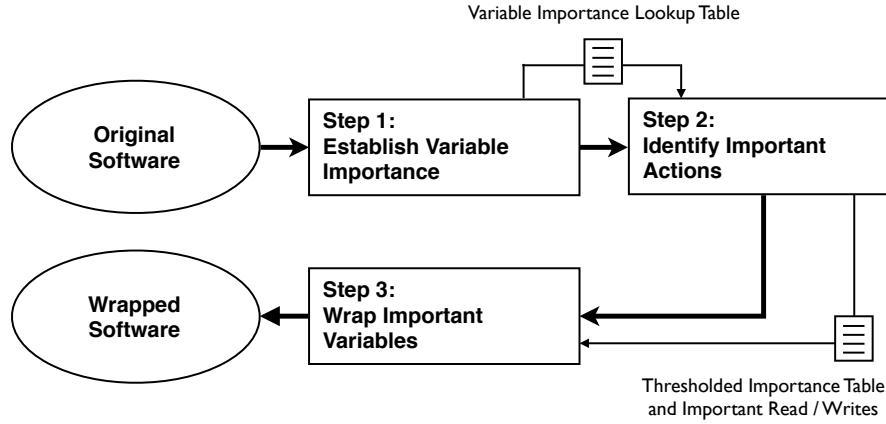 Variable Importance Lookup Table
Original
Software
Step 1:
Establish Variable
Importance
Step 2:
Identify Important
Actions
Wrapped
Software
Step 3:
Wrap Important
Variables
Thresholded Importance Table
and Important Read / Writes